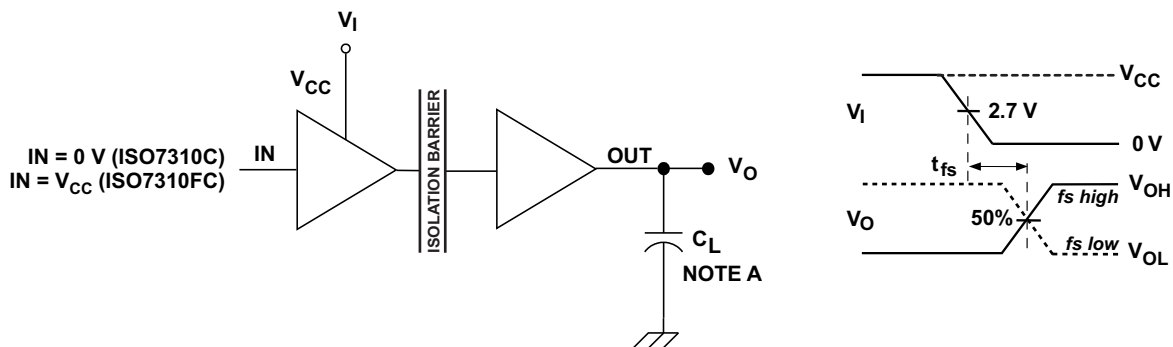 V_I
V_CC
IN = 0 V (ISO7310C)
IN = V_CC (ISO7310FC)
IN
ISOLATION BARRIER
OUT
V_O
C_L
NOTE A
V_I
V_CC
2.7 V
0 V
t_fs
V_O
50%
fs high
V_OH
fs low
V_OL